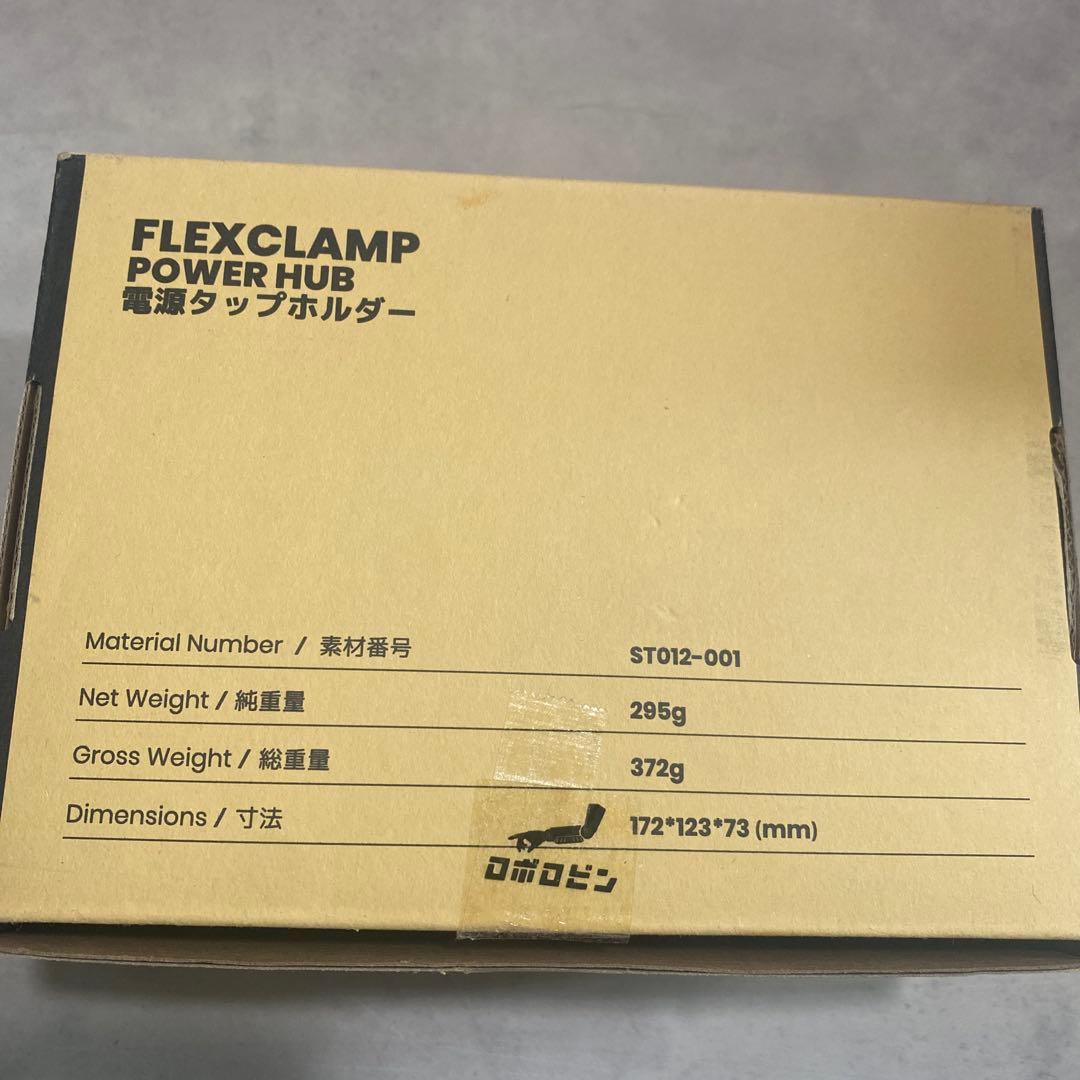 FLEXCLAMP
POWER HUB
電源タップホルダー
Material Number / 素材番号 ST012-001
Net Weight / 純重量 295g
Gross Weight / 総重量 372g
Dimensions / 寸法 172*123*73 (mm)
ロボロビン